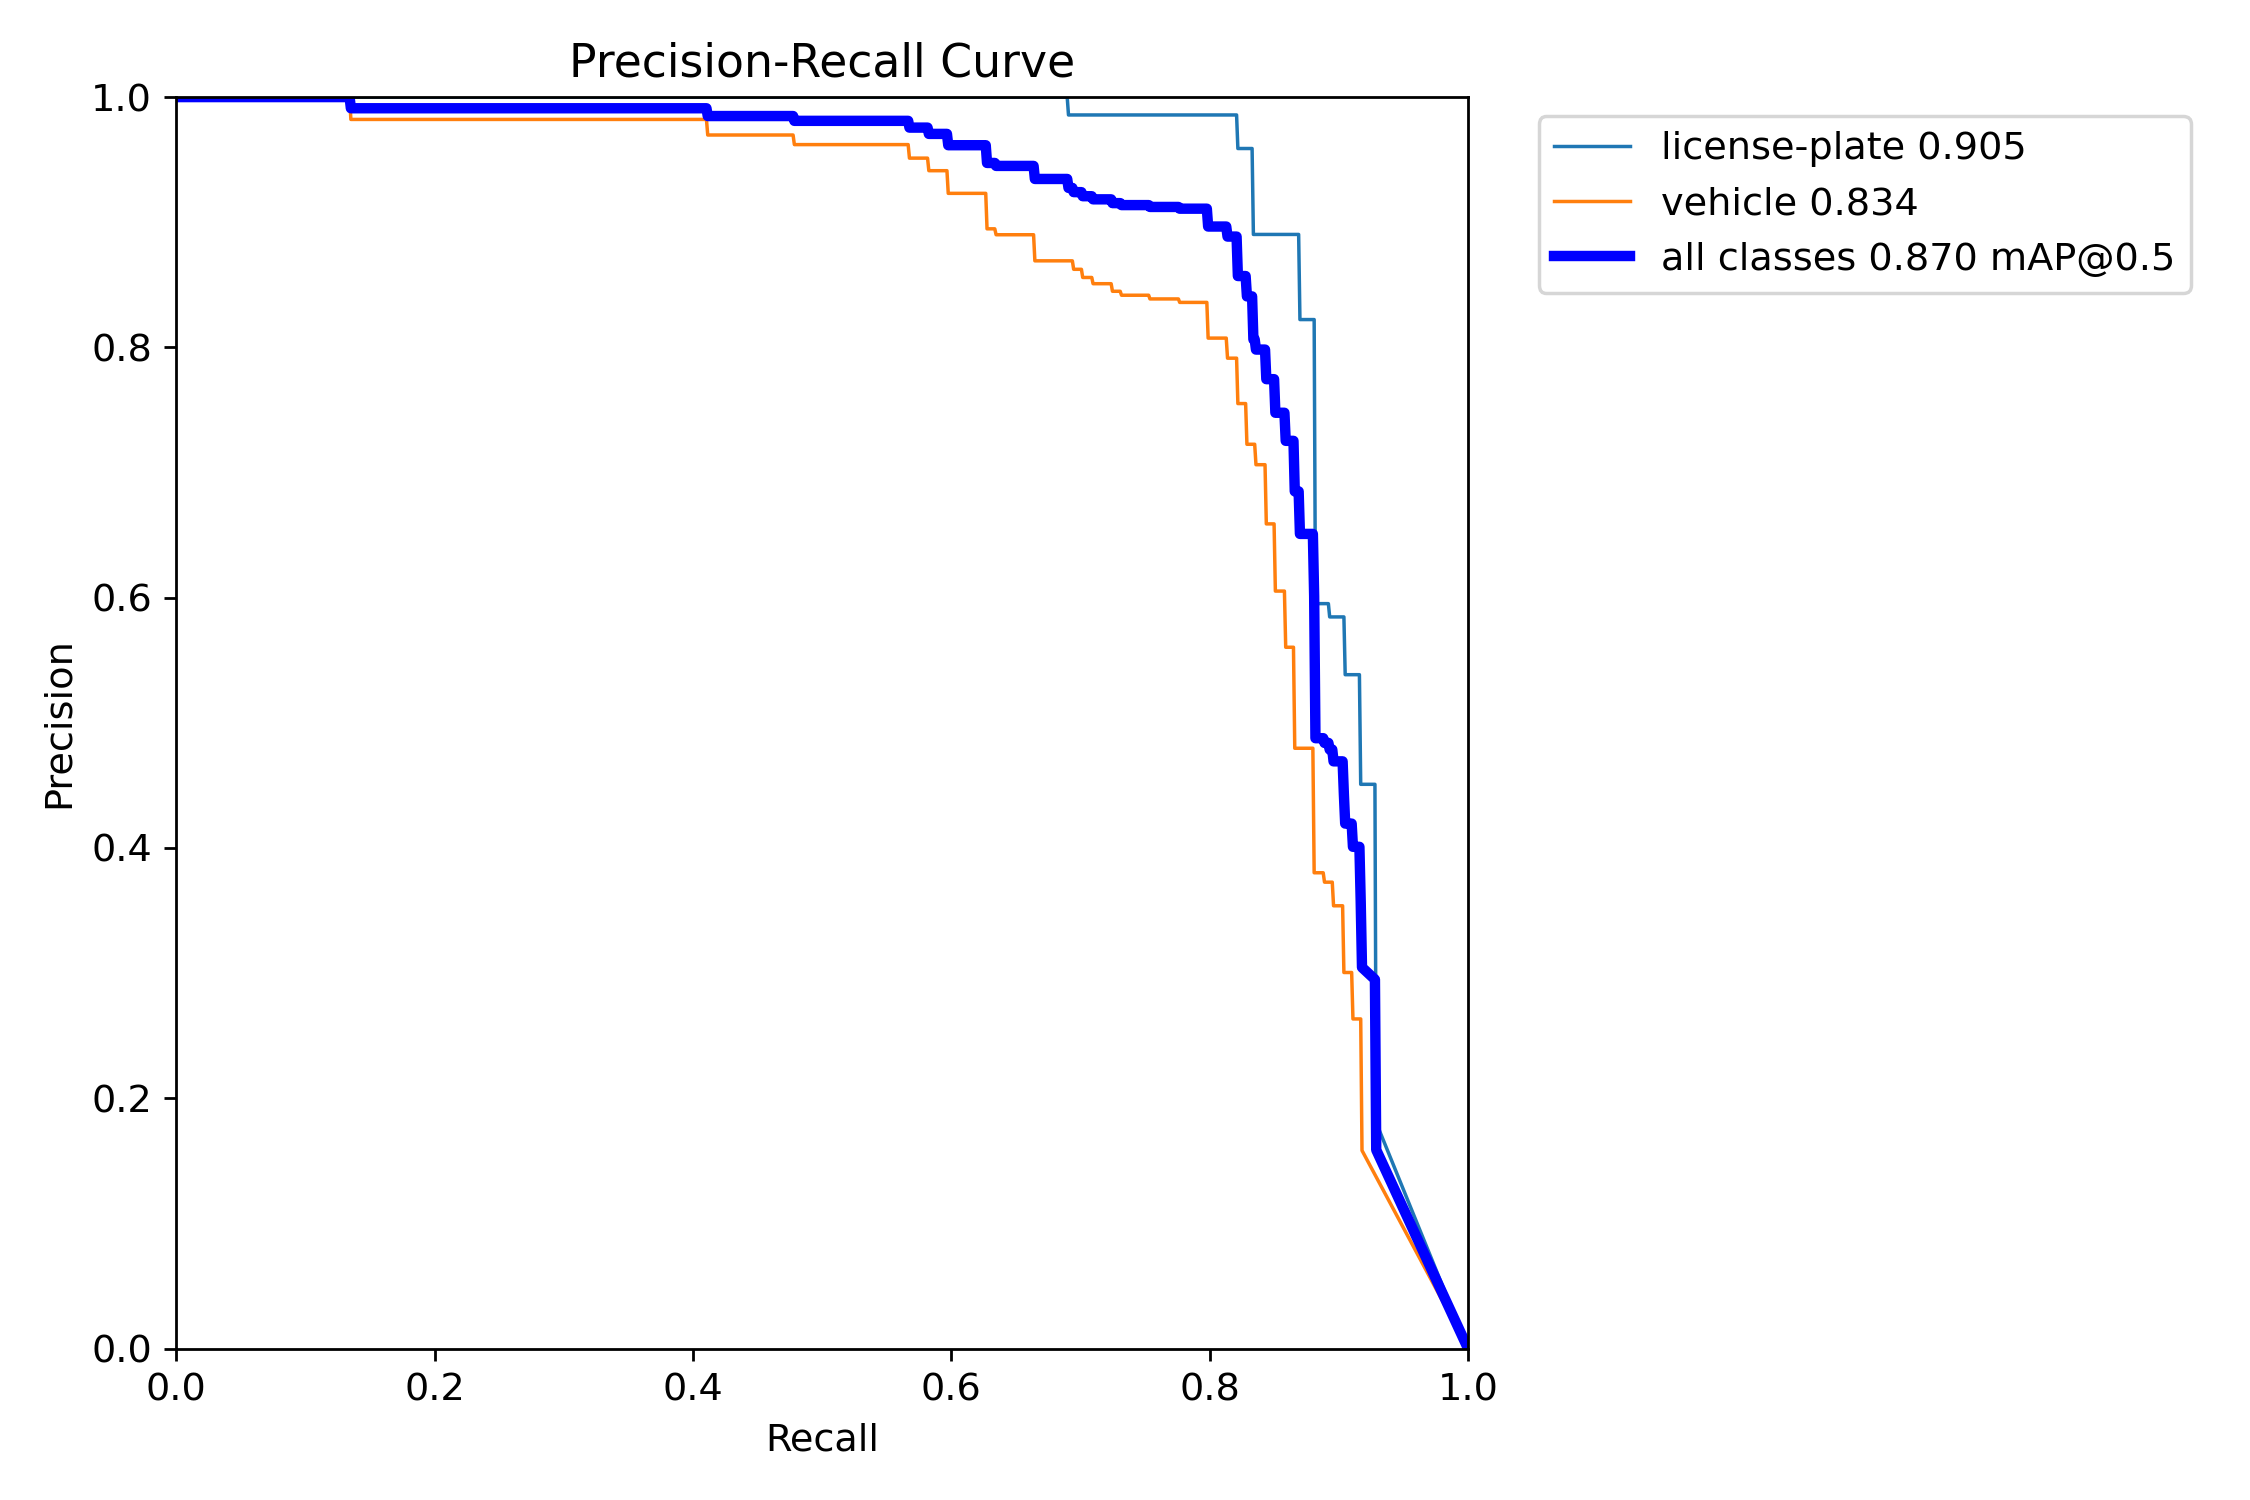 Precision-Recall Curve
1.0
0.8
0.6
0.4
0.2
0.0
Precision
0.0 0.2 0.4 0.6 0.8 1.0
Recall
license-plate 0.905
vehicle 0.834
all classes 0.870 mAP@0.5